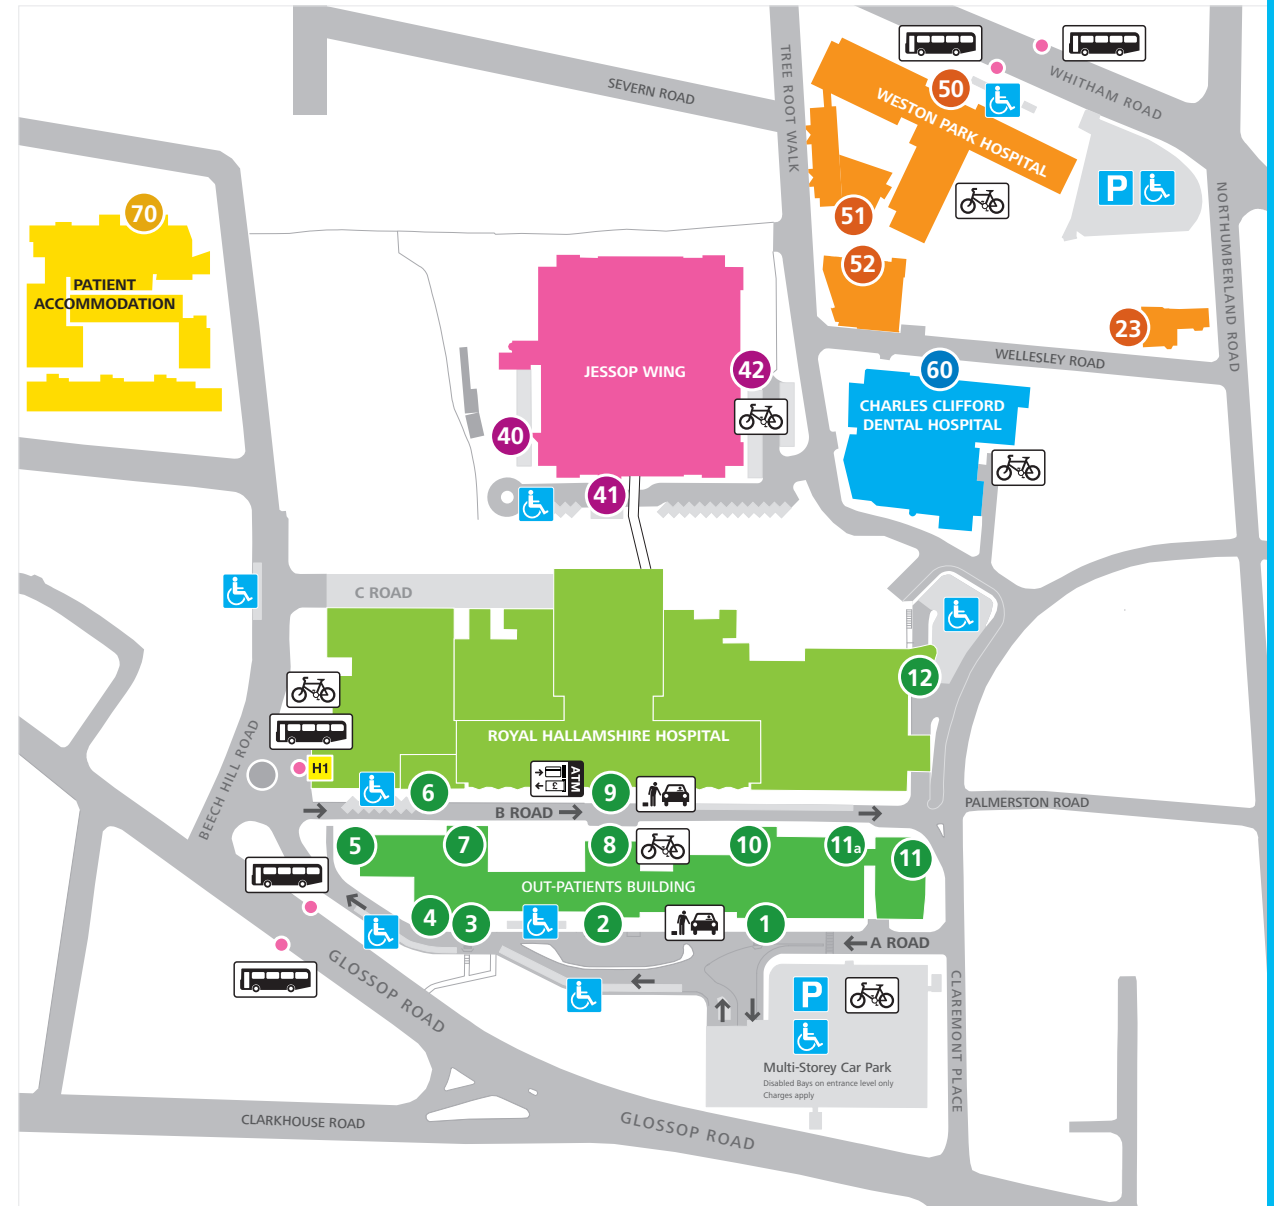 SEVERN ROAD
TREE ROOT WALK
50
WESTON PARK HOSPITAL
WHITHAM ROAD
P
51
52
23
NORTHUMBERLAND ROAD
70
PATIENT
ACCOMMODATION
WELLESLEY ROAD
JESSOP WING
42
40
41
60
CHARLES CLIFFORD
DENTAL HOSPITAL
C ROAD
12
ROYAL HALLAMSHIRE HOSPITAL
BEECH HILL ROAD
H1
6
ATM
£
9
B ROAD
PALMERSTON ROAD
5
7
8
10
11a
11
OUT-PATIENTS BUILDING
4
3
2
1
A ROAD
GLOSSOP ROAD
P
Multi-Storey Car Park
Disabled Bays on entrance level only
Charges apply
CLAREMONT PLACE
CLARKHOUSE ROAD
GLOSSOP ROAD